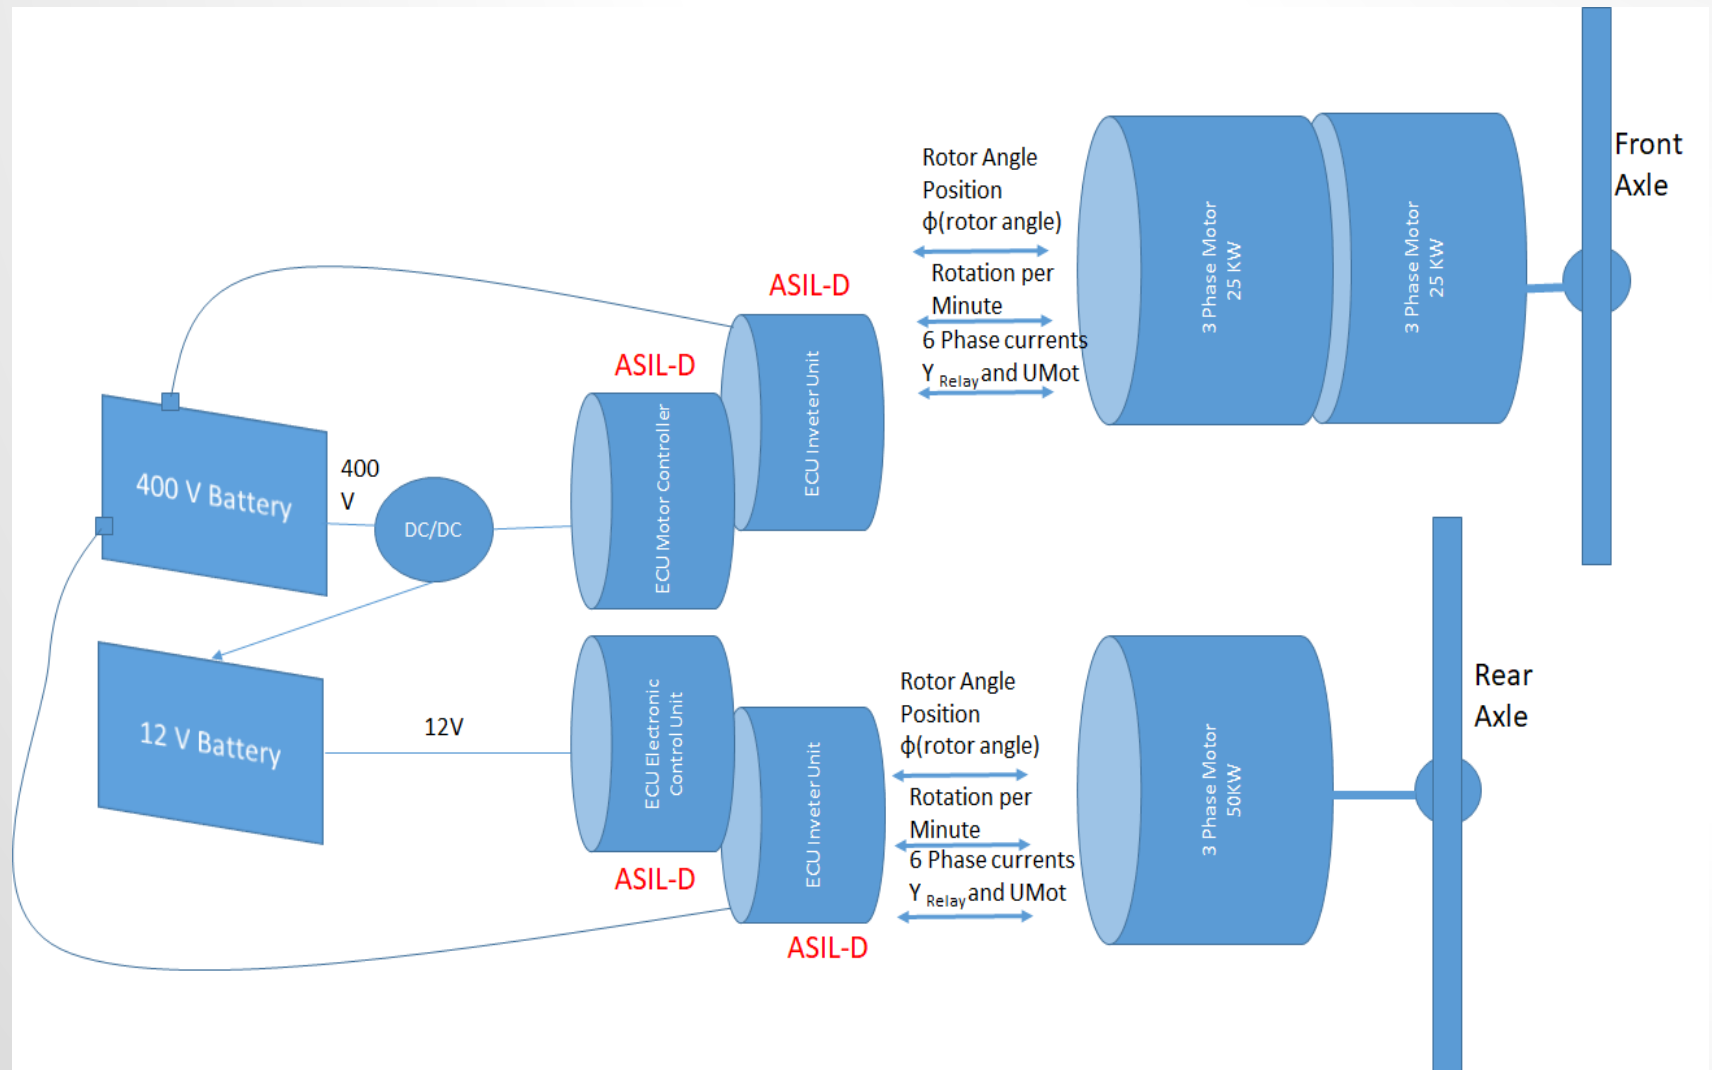 Rotor Angle
Position
ϕ(rotor angle)
Rotation per
Minute
6 Phase currents
Y Relay and UMot
3 Phase Motor
25 KW
3 Phase Motor
25 KW
Front
Axle
ASIL-D
ECU Inveter Unit
ASIL-D
ECU Motor Controller
400 V Battery
400
V
DC/DC
12 V Battery
12V
ECU Electronic
Control Unit
ASIL-D
ECU Inveter Unit
ASIL-D
Rotor Angle
Position
ϕ(rotor angle)
Rotation per
Minute
6 Phase currents
Y Relay and UMot
3 Phase Motor
50KW
Rear
Axle